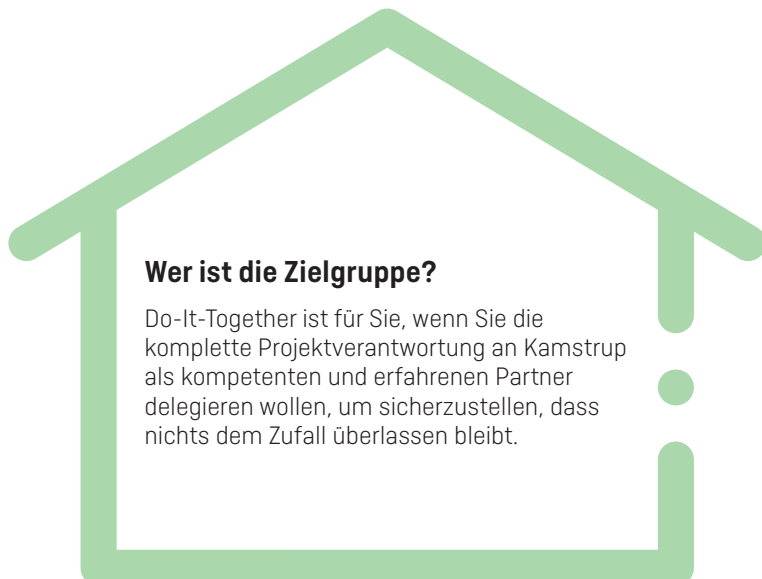 Wer ist die Zielgruppe?
Do-It-Together ist für Sie, wenn Sie die
komplette Projektverantwortung an Kamstrup
als kompetenten und erfahrenen Partner
delegieren wollen, um sicherzustellen, dass
nichts dem Zufall überlassen bleibt.